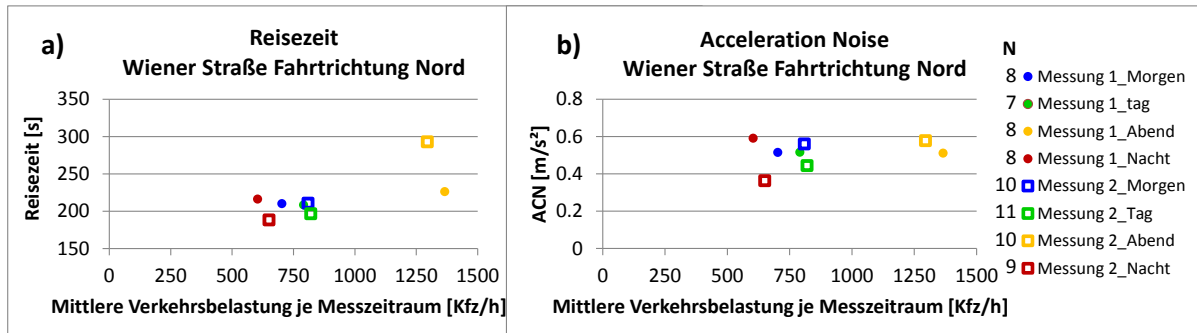 a)
Reisezeit
Wiener Straße Fahrtrichtung Nord
Reisezeit [s]
350
300
250
200
150
0 250 500 750 1000 1250 1500
Mittlere Verkehrsbelastung je Messzeitraum [Kfz/h]
b)
Acceleration Noise
Wiener Straße Fahrtrichtung Nord
ACN [m/s²]
0.8
0.6
0.4
0.2
0
0 250 500 750 1000 1250 1500
Mittlere Verkehrsbelastung je Messzeitraum [Kfz/h]
N
8 Messung 1_Morgen
7 Messung 1_tag
8 Messung 1_Abend
8 Messung 1_Nacht
10 Messung 2_Morgen
11 Messung 2_Tag
10 Messung 2_Abend
9 Messung 2_Nacht